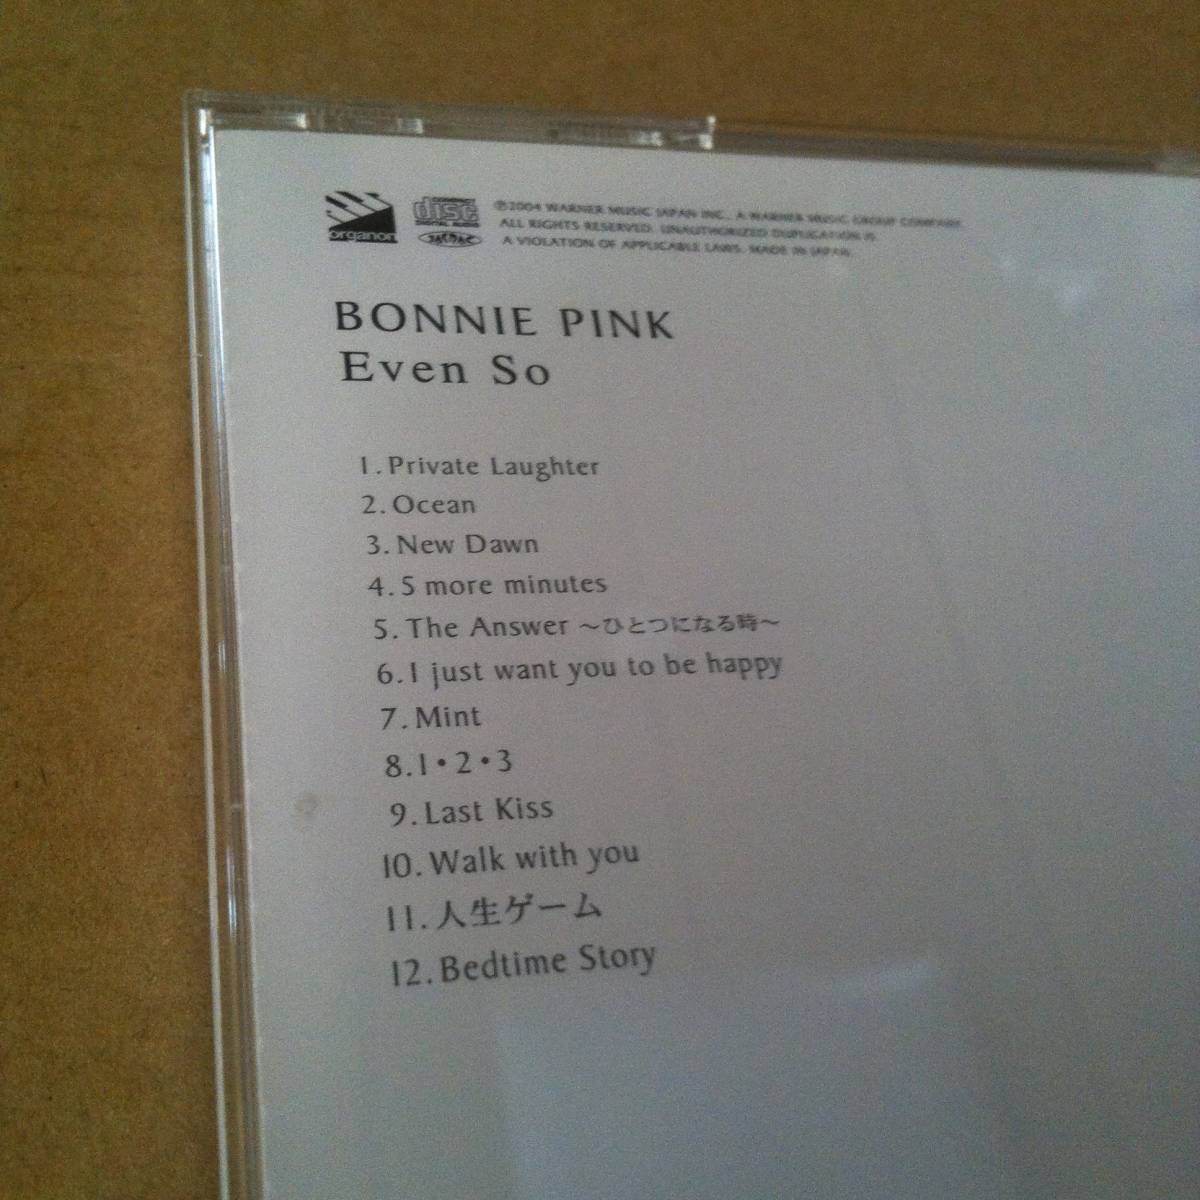 organon
COMPACT
disc
DIGITAL AUDIO
JASRAC
℗2004 WARNER MUSIC JAPAN INC., A WARNER MUSIC GROUP COMPANY.
ALL RIGHTS RESERVED. UNAUTHORIZED DUPLICATION IS
A VIOLATION OF APPLICABLE LAWS. MADE IN JAPAN.
BONNIE PINK
Even So
1. Private Laughter
2. Ocean
3. New Dawn
4. 5 more minutes
5. The Answer 〜ひとつになる時〜
6. I just want you to be happy
7. Mint
8. 1・2・3
9. Last Kiss
10. Walk with you
11. 人生ゲーム
12. Bedtime Story